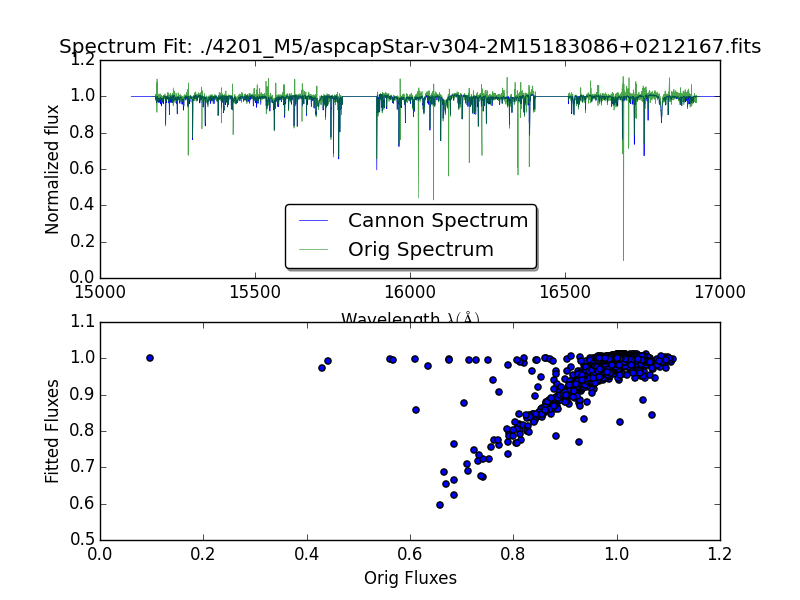 Spectrum Fit: ./4201_M5/aspcapStar-v304-2M15183086+0212167.fits
1.2
1.0
0.8
0.6
0.4
0.2
0.0
Normalized flux
Cannon Spectrum
Orig Spectrum
15000 15500 16000 16500 17000
Wavelength λ(Å)
1.1
1.0
0.9
0.8
0.7
0.6
0.5
Fitted Fluxes
0.0 0.2 0.4 0.6 0.8 1.0 1.2
Orig Fluxes